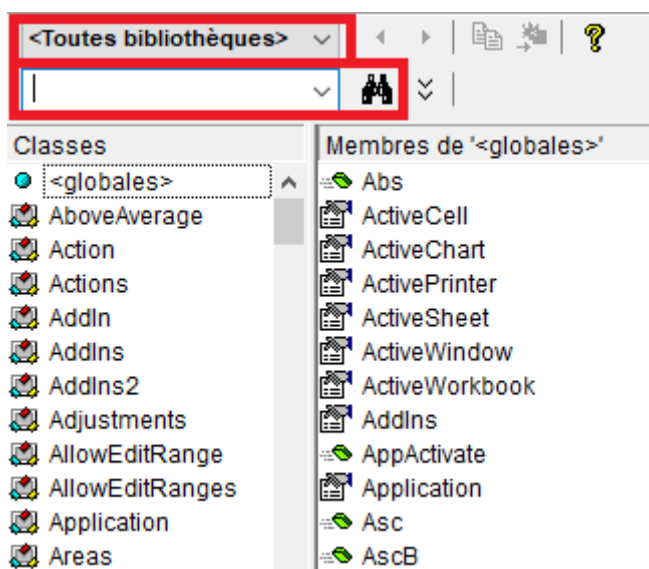 <Toutes bibliothèques>
Classes
<globales>
AboveAverage
Action
Actions
AddIn
AddIns
AddIns2
Adjustments
AllowEditRange
AllowEditRanges
Application
Areas
Membres de '<globales>'
Abs
ActiveCell
ActiveChart
ActivePrinter
ActiveSheet
ActiveWindow
ActiveWorkbook
AddIns
AppActivate
Application
Asc
AscB